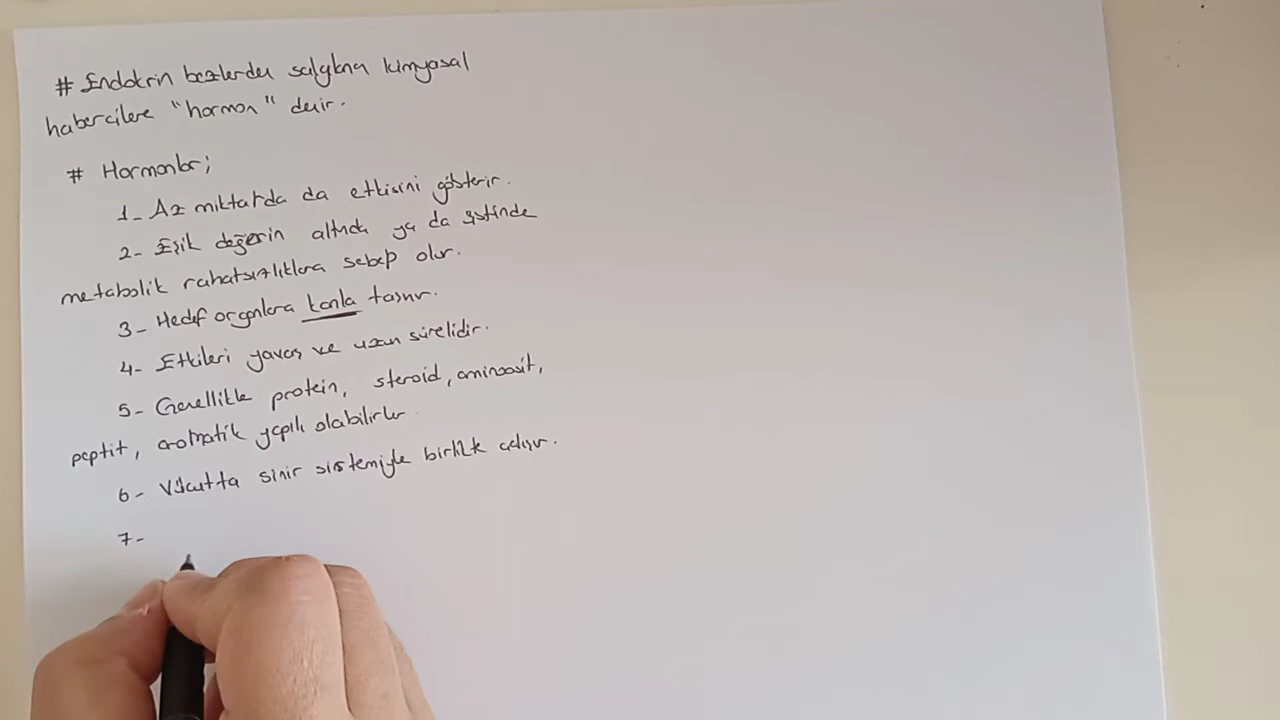 # Endokrin bezlerden salgılanan kimyasal
habercilere "hormon" denir.
# Hormonlar;
1- Az miktarda da etkisini gösterir.
2- Eşik değerin altında ya da üstünde
metabolik rahatsızlıklara sebep olur.
3- Hedef organlara kanla taşınır.
4- Etkileri yavaş ve uzun sürelidir.
5- Genellikle protein, steroid, aminoasit,
peptit, aromatik yapılı olabilirler
6- Vücutta sinir sistemiyle birlikte çalışır.
7-